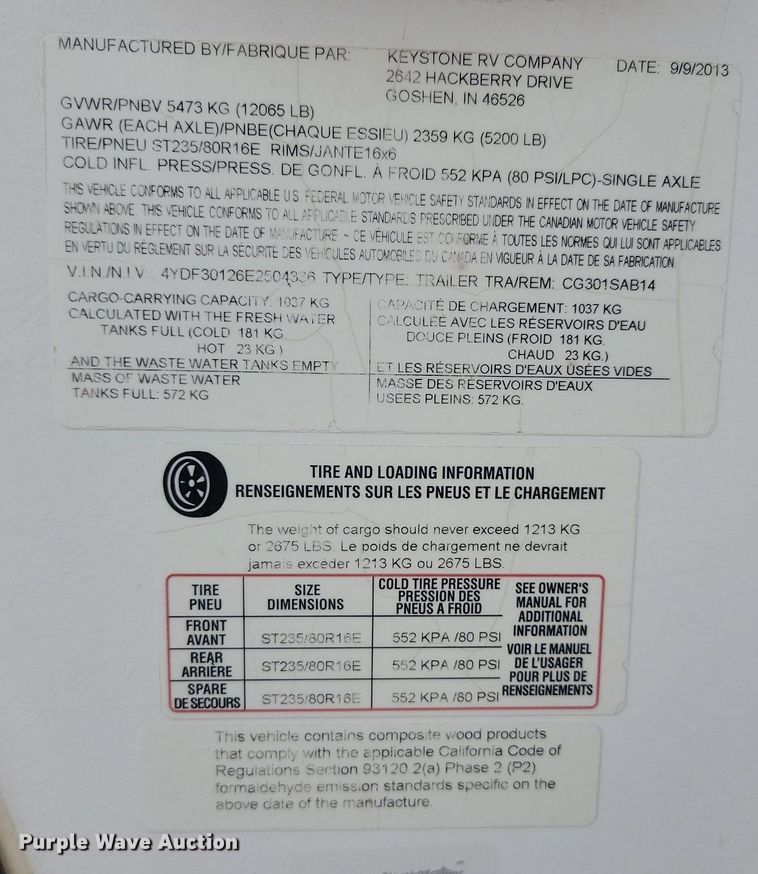 MANUFACTURED BY/FABRIQUE PAR: KEYSTONE RV COMPANY DATE: 9/9/2013
2642 HACKBERRY DRIVE
GOSHEN, IN 46526
GVWR/PNBV 5473 KG (12065 LB)
GAWR (EACH AXLE)/PNBE(CHAQUE ESSIEU) 2359 KG (5200 LB)
TIRE/PNEU ST235/80R16E RIMS/JANTE16x6
COLD INFL. PRESS/PRESS. DE GONFL. A FROID 552 KPA (80 PSI/LPC)-SINGLE AXLE
THIS VEHICLE CONFORMS TO ALL APPLICABLE U.S. FEDERAL MOTOR VEHICLE SAFETY STANDARDS IN EFFECT ON THE DATE OF MANUFACTURE
SHOWN ABOVE. THIS VEHICLE CONFORMS TO ALL APPLICABLE STANDARDS PRESCRIBED UNDER THE CANADIAN MOTOR VEHICLE SAFETY
REGULATIONS IN EFFECT ON THE DATE OF MANUFACTURE - CE VÉHICULE EST CONFORME À TOUTES LES NORMES QUI LUI SONT APPLICABLES
EN VERTU DU RÈGLEMENT SUR LA SÉCURITÉ DES VÉHICULES AUTOMOBILES DU CANADA EN VIGUEUR À LA DATE DE SA FABRICATION.
V.I.N./N.I.V.: 4YDF30126E2504336 TYPE/TYPE: TRAILER TRA/REM: CG301SAB14
CARGO-CARRYING CAPACITY: 1037 KG
CALCULATED WITH THE FRESH WATER
TANKS FULL (COLD 181 KG.
HOT 23 KG.)
AND THE WASTE WATER TANKS EMPTY
MASS OF WASTE WATER
TANKS FULL: 572 KG
CAPACITÉ DE CHARGEMENT: 1037 KG
CALCULÉE AVEC LES RÉSERVOIRS D'EAU
DOUCE PLEINS (FROID 181 KG.
CHAUD 23 KG.)
ET LES RÉSERVOIRS D'EAUX USÉES VIDES
MASSE DES RÉSERVOIRS D'EAUX
USEES PLEINS: 572 KG.
TIRE AND LOADING INFORMATION
RENSEIGNEMENTS SUR LES PNEUS ET LE CHARGEMENT
The weight of cargo should never exceed 1213 KG
or 2675 LBS. Le poids de chargement ne devrait
jamais exceder 1213 KG ou 2675 LBS.
TIRE
PNEU
SIZE
DIMENSIONS
COLD TIRE PRESSURE
PRESSION DES
PNEUS A FROID
FRONT
AVANT
ST235/80R16E
552 KPA /80 PSI
REAR
ARRIÈRE
ST235/80R16E
552 KPA /80 PSI
SPARE
DE SECOURS
ST235/80R16E
552 KPA /80 PSI
SEE OWNER'S
MANUAL FOR
ADDITIONAL
INFORMATION
VOIR LE MANUEL
DE L'USAGER
POUR PLUS DE
RENSEIGNEMENTS
This vehicle contains composite wood products
that comply with the applicable California Code of
Regulations Section 93120 2(a) Phase 2 (P2)
formaldehyde emission standards specific on the
above date of the manufacture.
Purple Wave Auction